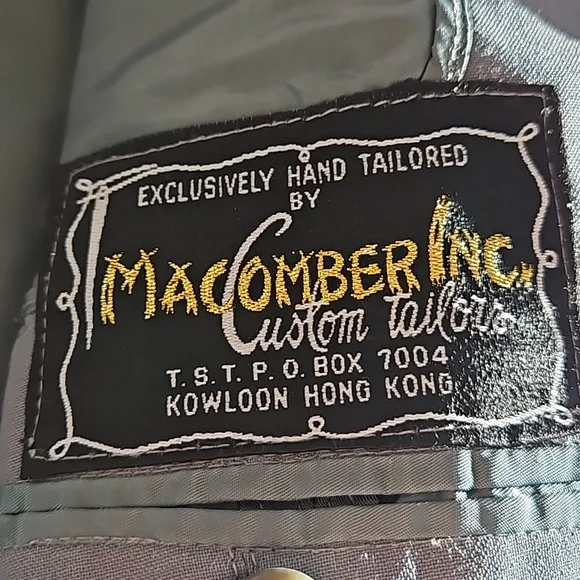 EXCLUSIVELY HAND TAILORED
BY
MACOMBER INC.
Custom tailors
T. S. T. P. O. BOX 7004
KOWLOON HONG KONG